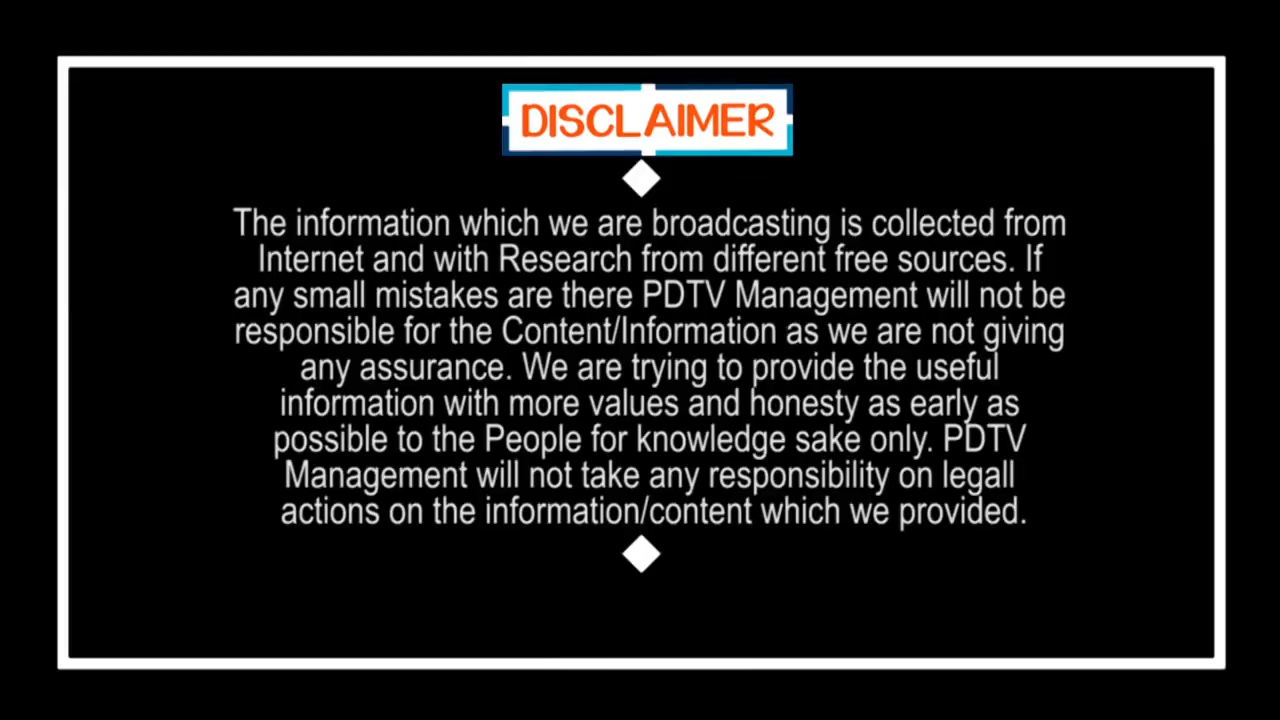 DISCLAIMER
The information which we are broadcasting is collected from
Internet and with Research from different free sources. If
any small mistakes are there PDTV Management will not be
responsible for the Content/Information as we are not giving
any assurance. We are trying to provide the useful
information with more values and honesty as early as
possible to the People for knowledge sake only. PDTV
Management will not take any responsibility on legall
actions on the information/content which we provided.